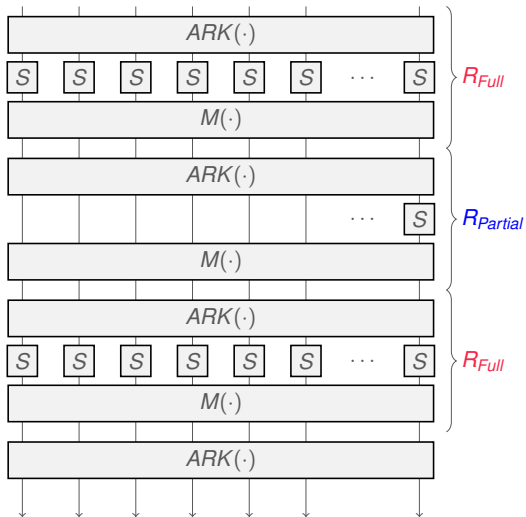 ARK(·)
S S S S S S ··· S
R_Full
M(·)
ARK(·)
··· S
R_Partial
M(·)
ARK(·)
S S S S S S ··· S
R_Full
M(·)
ARK(·)